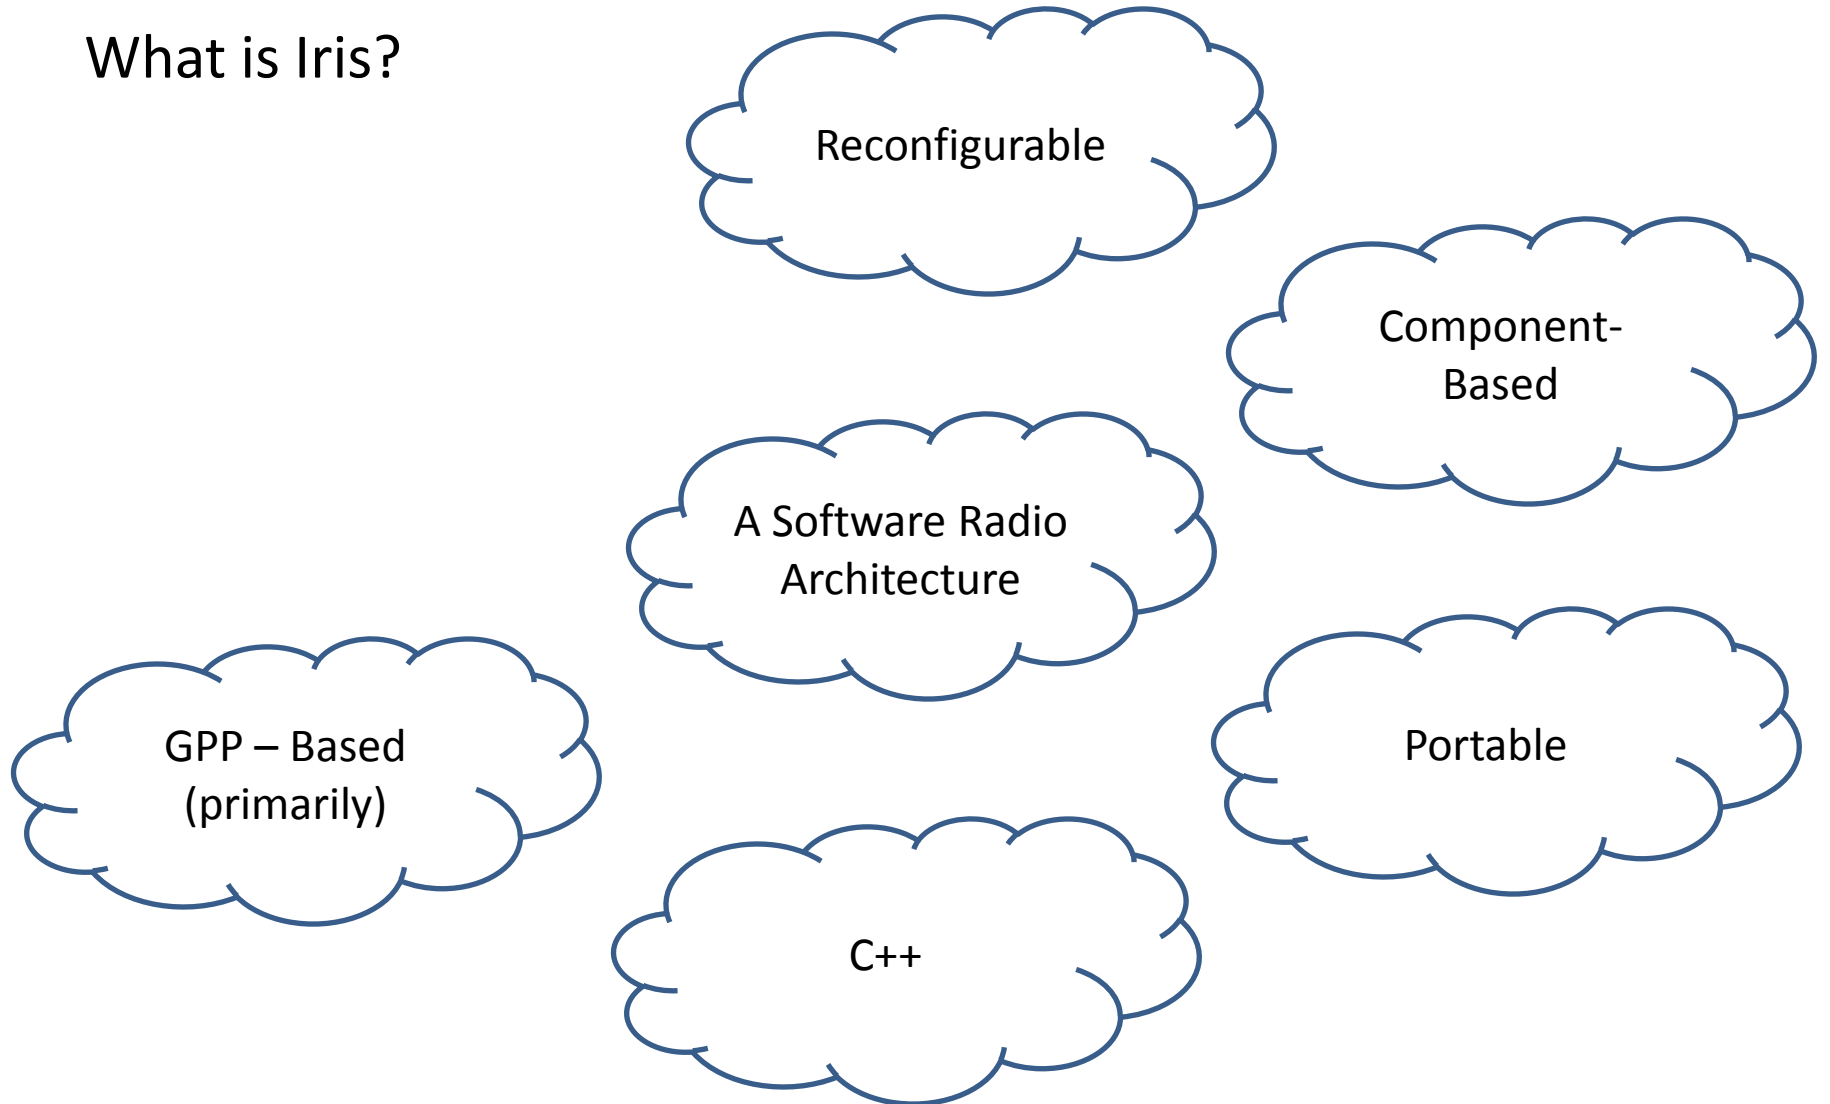 What is Iris?
Reconfigurable
Component-
Based
A Software Radio
Architecture
GPP – Based
(primarily)
Portable
C++